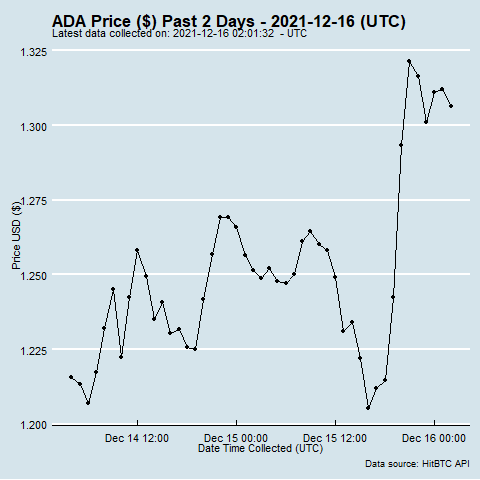 ADA Price ($) Past 2 Days - 2021-12-16 (UTC)
Latest data collected on: 2021-12-16 02:01:32  - UTC
1.325
1.300
1.275
1.250
1.225
1.200
Price USD ($)
Dec 14 12:00
Dec 15 00:00
Dec 15 12:00
Dec 16 00:00
Date Time Collected (UTC)
Data source: HitBTC API